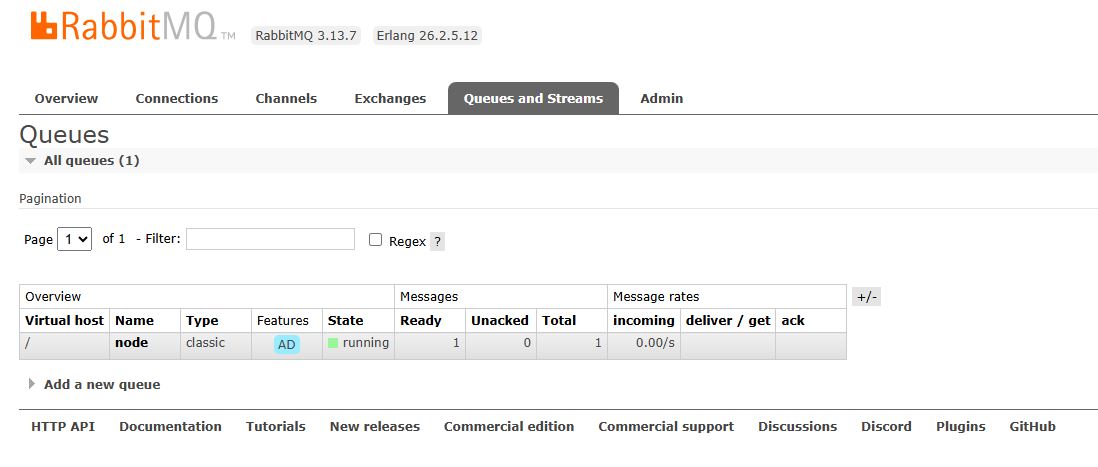 RabbitMQ TM RabbitMQ 3.13.7 Erlang 26.2.5.12
Overview Connections Channels Exchanges Queues and Streams Admin
Queues
All queues (1)
Pagination
Page 1 of 1 - Filter: Regex ?
Overview Messages Message rates +/-
Virtual host Name Type Features State Ready Unacked Total incoming deliver / get ack
/ node classic AD running 1 0 1 0.00/s
Add a new queue
HTTP API Documentation Tutorials New releases Commercial edition Commercial support Discussions Discord Plugins GitHub